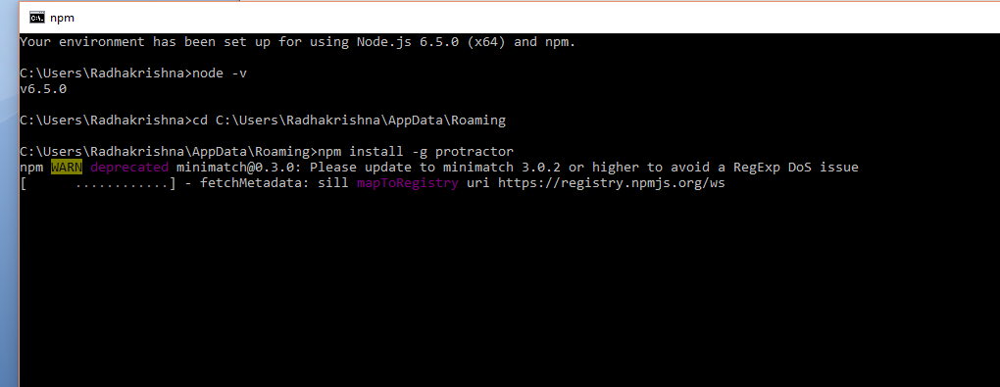 C:\. npm
Your environment has been set up for using Node.js 6.5.0 (x64) and npm.
C:\Users\Radhakrishna>node -v
v6.5.0
C:\Users\Radhakrishna>cd C:\Users\Radhakrishna\AppData\Roaming
C:\Users\Radhakrishna\AppData\Roaming>npm install -g protractor
npm WARN deprecated minimatch@0.3.0: Please update to minimatch 3.0.2 or higher to avoid a RegExp DoS issue
[      ............] - fetchMetadata: sill mapToRegistry uri https://registry.npmjs.org/ws